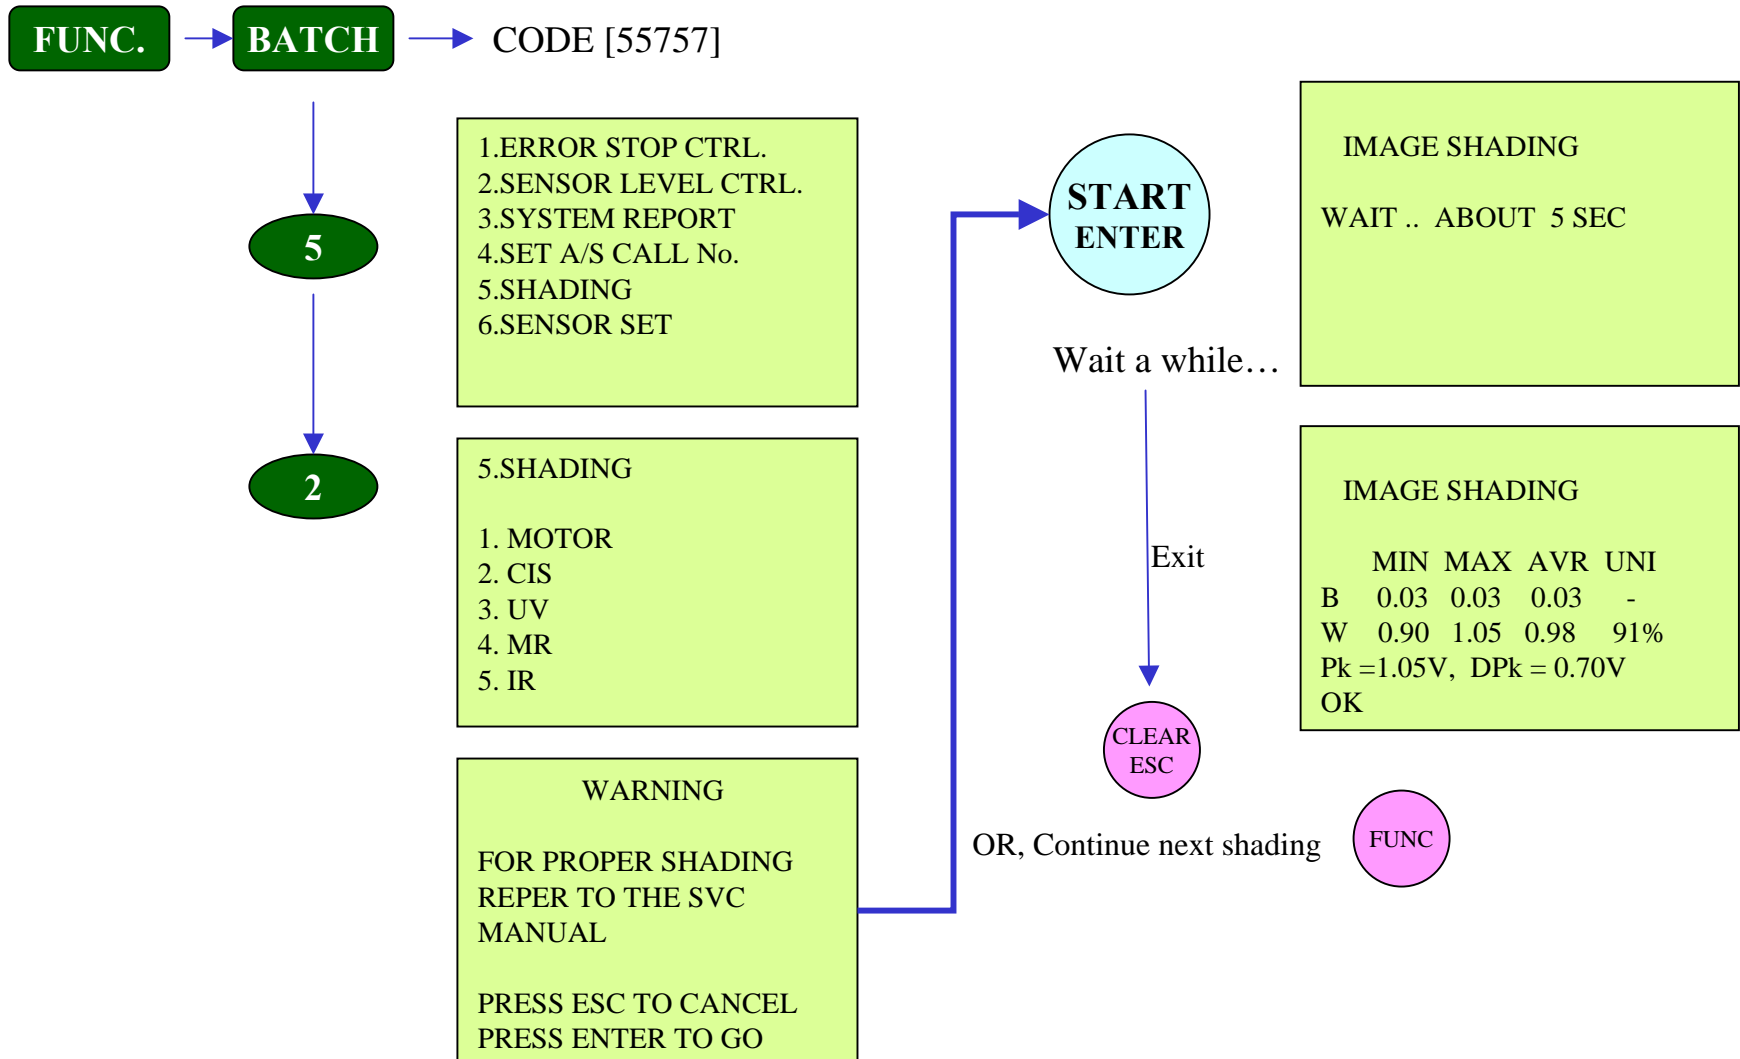 FUNC. BATCH CODE [55757]
5
2
1.ERROR STOP CTRL.
2.SENSOR LEVEL CTRL.
3.SYSTEM REPORT
4.SET A/S CALL No.
5.SHADING
6.SENSOR SET
5.SHADING
1. MOTOR
2. CIS
3. UV
4. MR
5. IR
WARNING
FOR PROPER SHADING
REPER TO THE SVC
MANUAL
PRESS ESC TO CANCEL
PRESS ENTER TO GO
START
ENTER
Wait a while…
Exit
CLEAR
ESC
OR, Continue next shading
FUNC
IMAGE SHADING
WAIT .. ABOUT 5 SEC
IMAGE SHADING
MIN MAX AVR UNI
B 0.03 0.03 0.03 -
W 0.90 1.05 0.98 91%
Pk =1.05V, DPk = 0.70V
OK